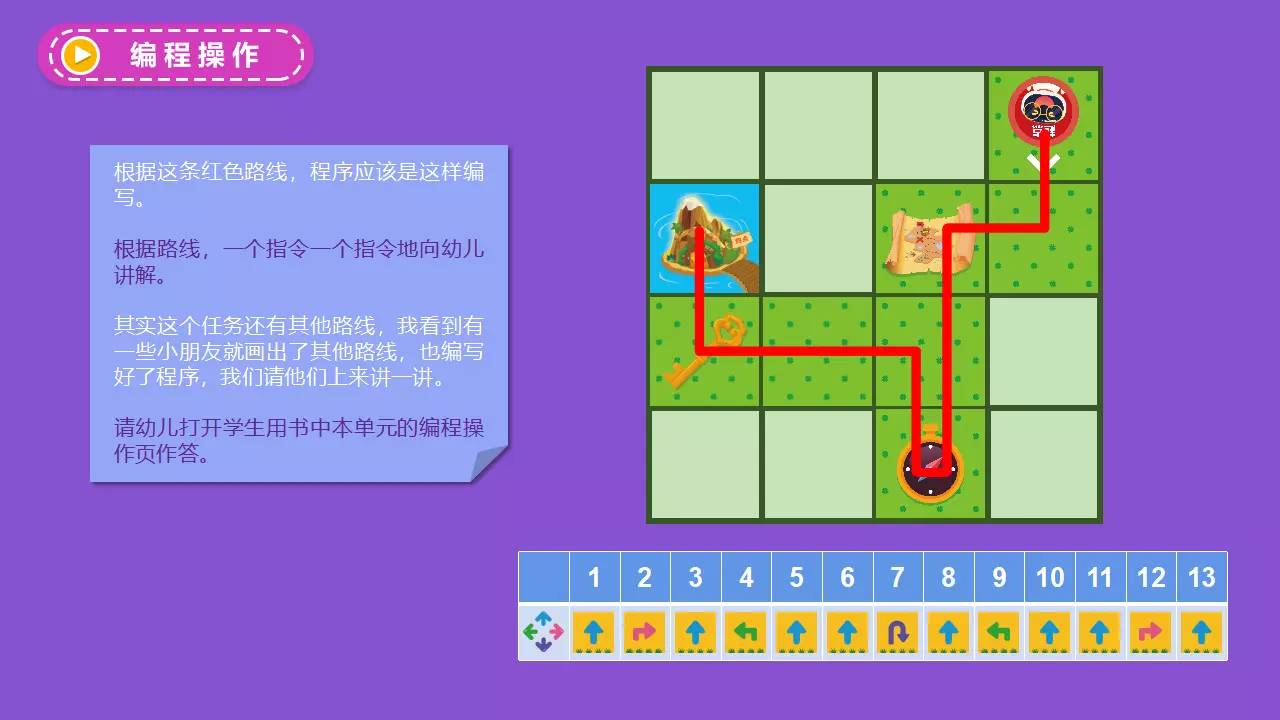 编程操作
根据这条红色路线，程序应该是这样编
写。
根据路线，一个指令一个指令地向幼儿
讲解。
其实这个任务还有其他路线，我看到有
一些小朋友就画出了其他路线，也编写
好了程序，我们请他们上来讲一讲。
请幼儿打开学生用书中本单元的编程操
作页作答。
1 2 3 4 5 6 7 8 9 10 11 12 13